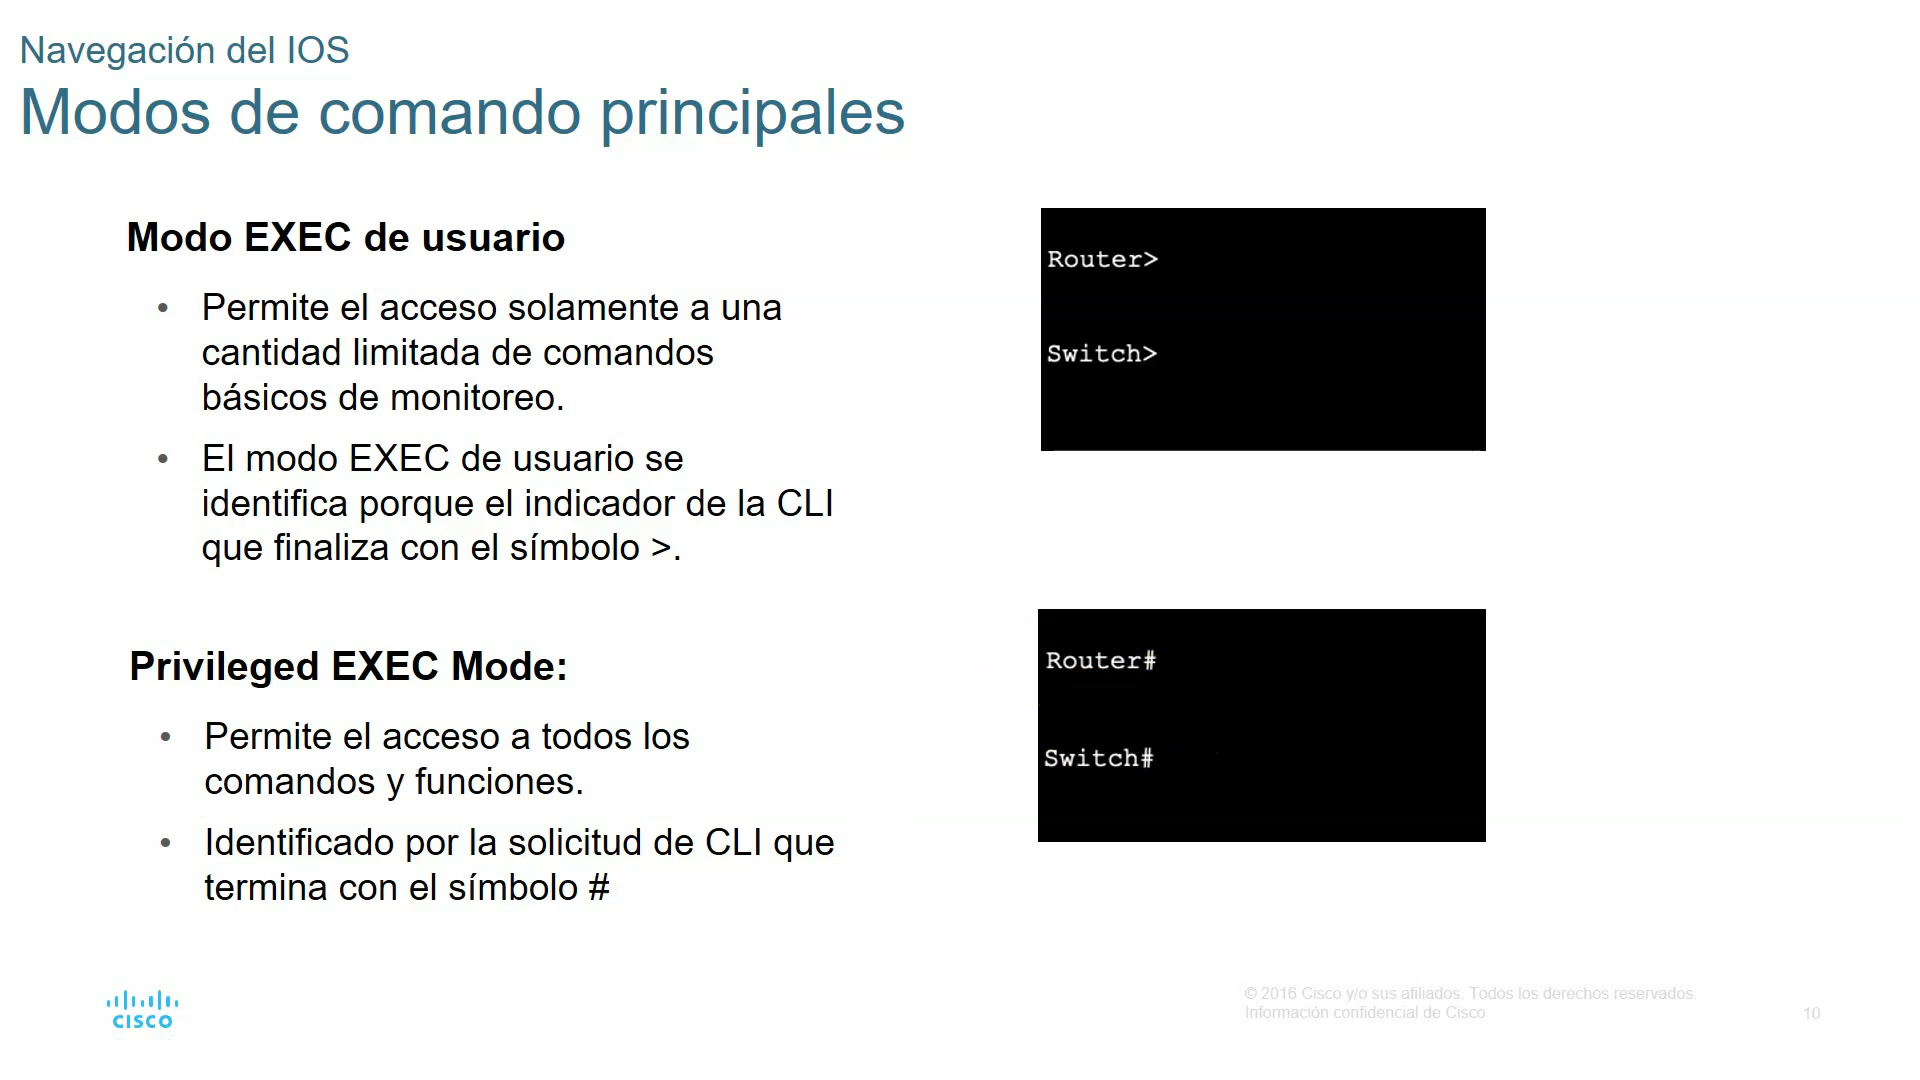 Navegación del IOS
Modos de comando principales
Modo EXEC de usuario
• Permite el acceso solamente a una
cantidad limitada de comandos
básicos de monitoreo.
• El modo EXEC de usuario se
identifica porque el indicador de la CLI
que finaliza con el símbolo >.
Router>
Switch>
Privileged EXEC Mode:
• Permite el acceso a todos los
comandos y funciones.
• Identificado por la solicitud de CLI que
termina con el símbolo #
Router#
Switch#
CISCO
© 2016 Cisco y/o sus afiliados. Todos los derechos reservados.
Información confidencial de Cisco
10